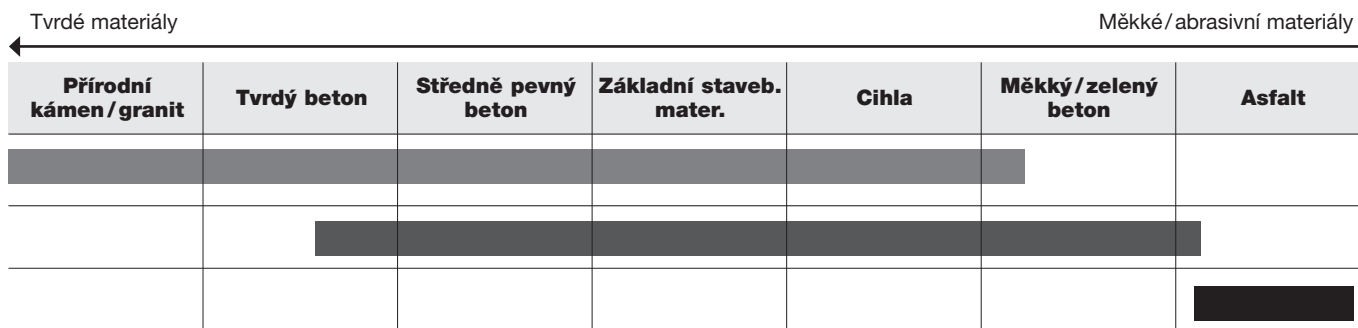 Tvrdé materiály
Měkké/abrasivní materiály
Přírodní
kámen/granit
Tvrdý beton
Středně pevný
beton
Základní staveb.
mater.
Cihla
Měkký/zelený
beton
Asfalt